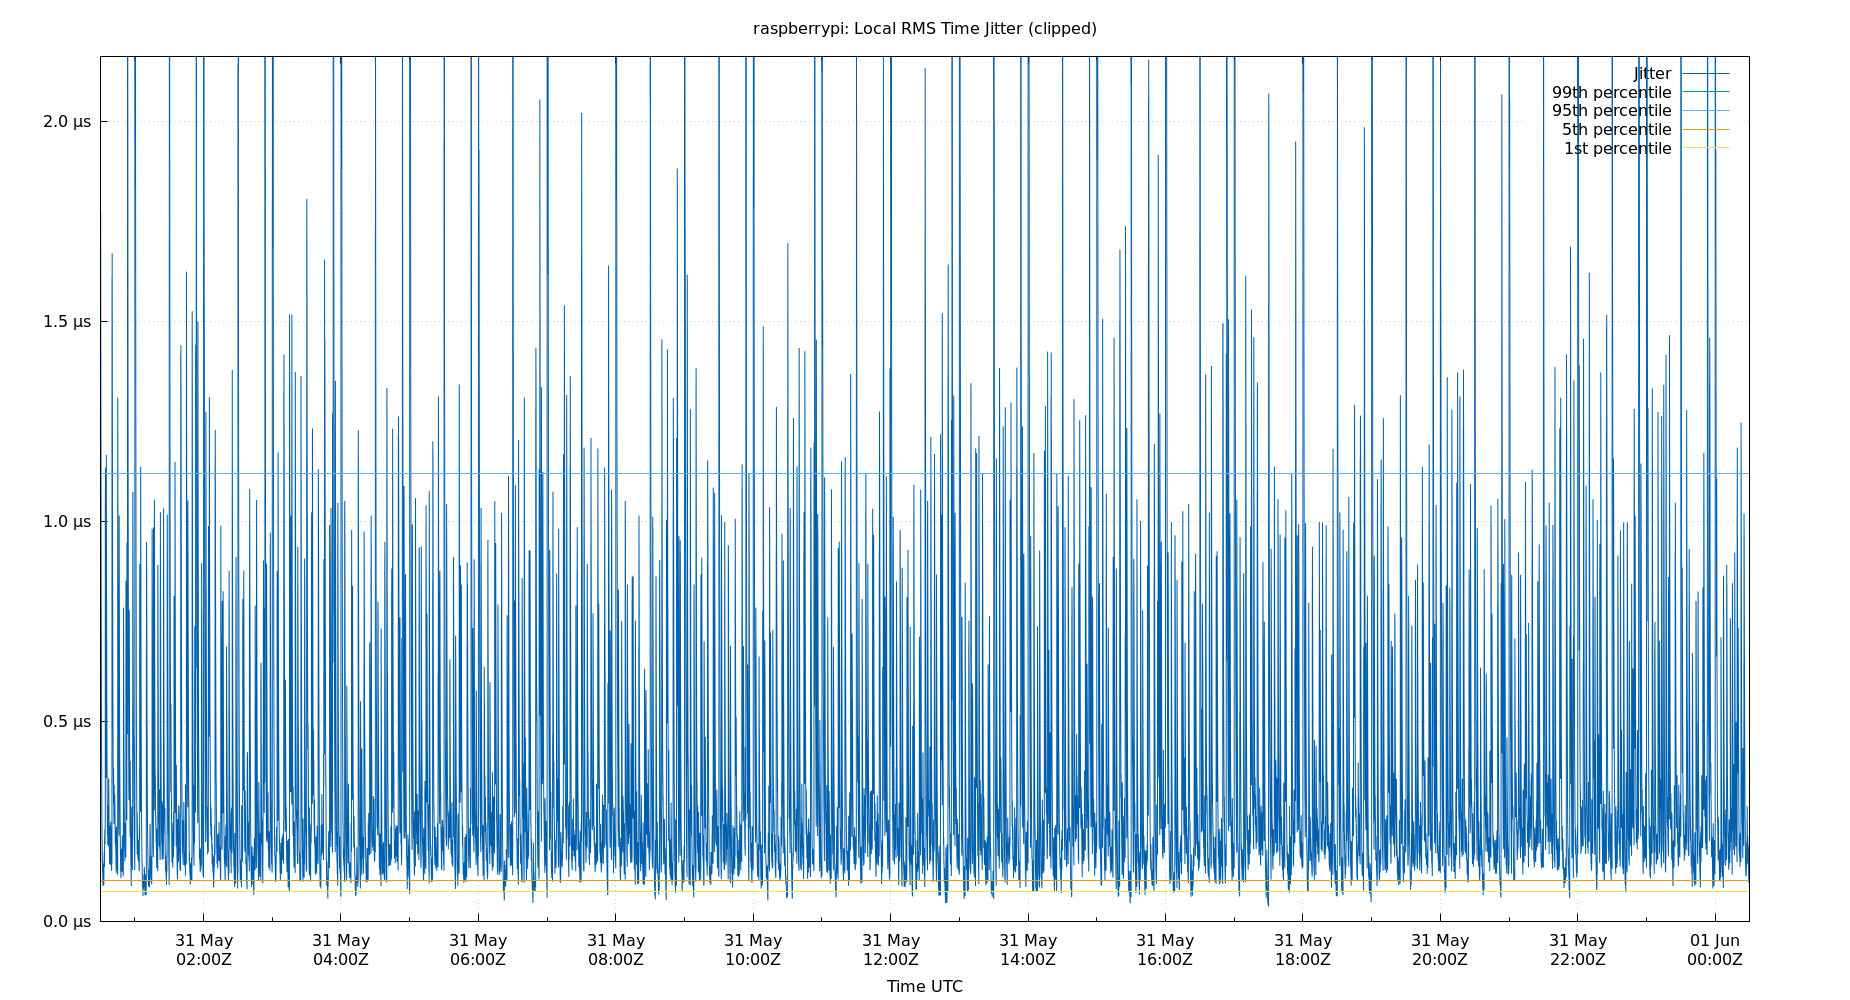 raspberrypi: Local RMS Time Jitter (clipped)
Jitter
99th percentile
95th percentile
5th percentile
1st percentile
2.0 μs
1.5 μs
1.0 μs
0.5 μs
0.0 μs
31 May 31 May 31 May 31 May 31 May 31 May 31 May 31 May 31 May 31 May 31 May 01 Jun
02:00Z 04:00Z 06:00Z 08:00Z 10:00Z 12:00Z 14:00Z 16:00Z 18:00Z 20:00Z 22:00Z 00:00Z
Time UTC